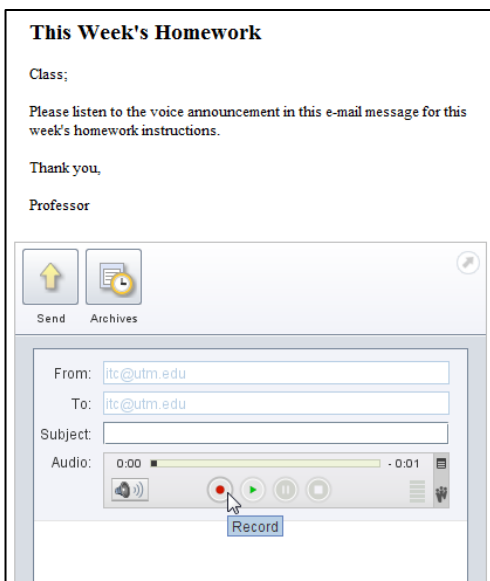 This Week's Homework
Class;
Please listen to the voice announcement in this e-mail message for this
week's homework instructions.
Thank you,
Professor
Send Archives
From: itc@utm.edu
To: itc@utm.edu
Subject:
Audio: 0:00 - 0:01
Record